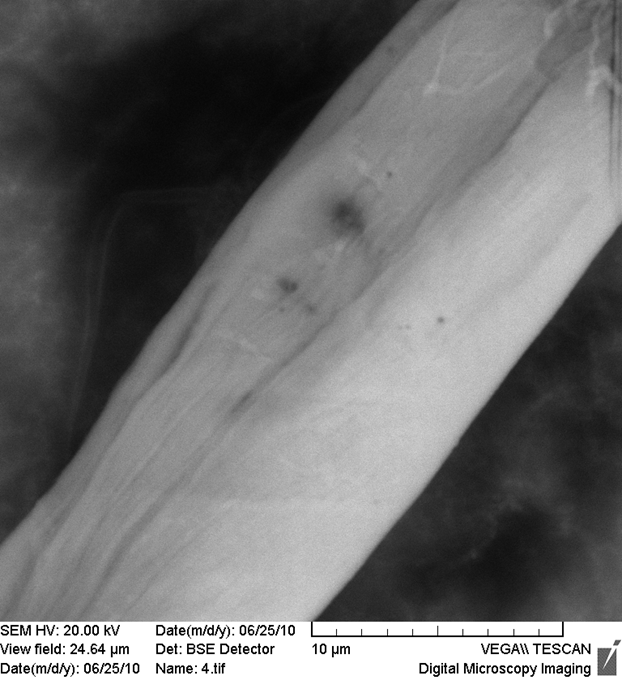 SEM HV: 20.00 kV Date(m/d/y): 06/25/10
View field: 24.64 µm Det: BSE Detector 10 µm VEGA\\ TESCAN
Date(m/d/y): 06/25/10 Name: 4.tif Digital Microscopy Imaging